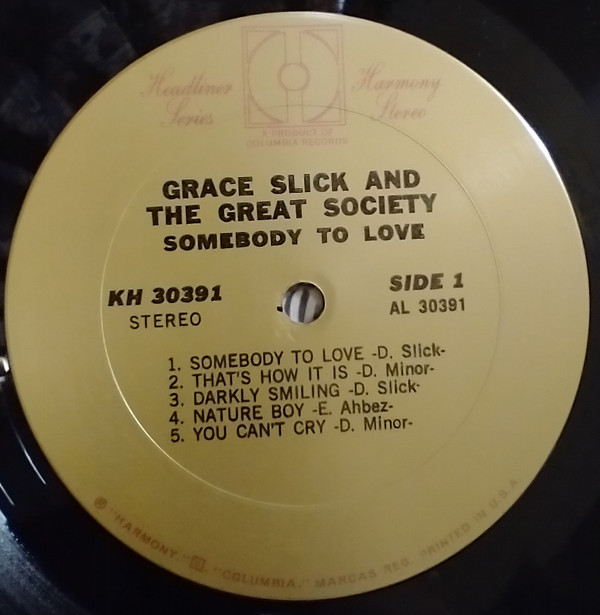 Headliner Series
Harmony Stereo
A PRODUCT OF
COLUMBIA RECORDS
GRACE SLICK AND
THE GREAT SOCIETY
SOMEBODY TO LOVE
KH 30391
STEREO
SIDE 1
AL 30391
1. SOMEBODY TO LOVE -D. Slick-
2. THAT'S HOW IT IS -D. Minor-
3. DARKLY SMILING -D. Slick-
4. NATURE BOY -E. Ahbez-
5. YOU CAN'T CRY -D. Minor-
® "HARMONY," "COLUMBIA," MARCAS REG. PRINTED IN U.S.A.